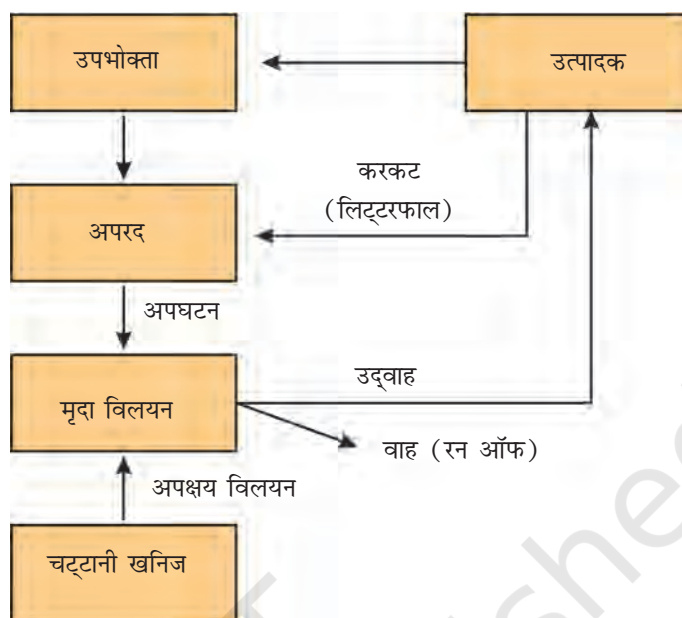 उपभोक्ता
उत्पादक
करकट
(लिट्टरफाल)
अपरद
अपघटन
मृदा विलयन
उद्‌वाह
वाह (रन ऑफ)
अपक्षय विलयन
चट्टानी खनिज